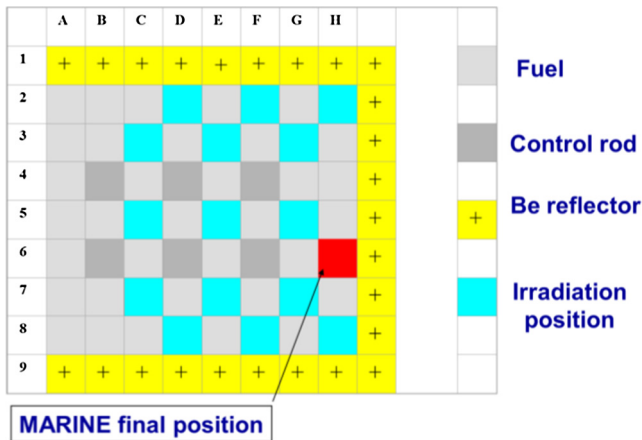 A B C D E F G H
1 + + + + + + + + +
2 +
3 +
4 +
5 +
6 +
7 +
8 +
9 + + + + + + + + +
Fuel
Control rod
Be reflector
+
Irradiation
position
MARINE final position